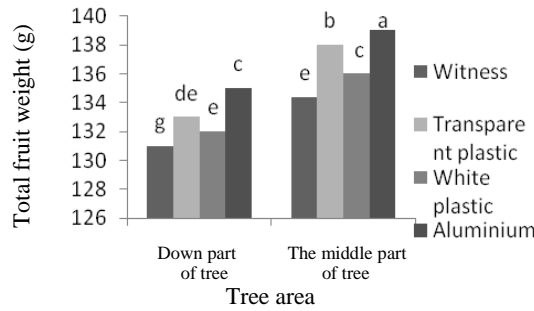 Total fruit weight (g)
140
138
136
134
132
130
128
126
g
de
e
c
e
b
c
a
Down part
of tree
The middle part
of tree
Tree area
Witness
Transpare
nt plastic
White
plastic
Aluminium